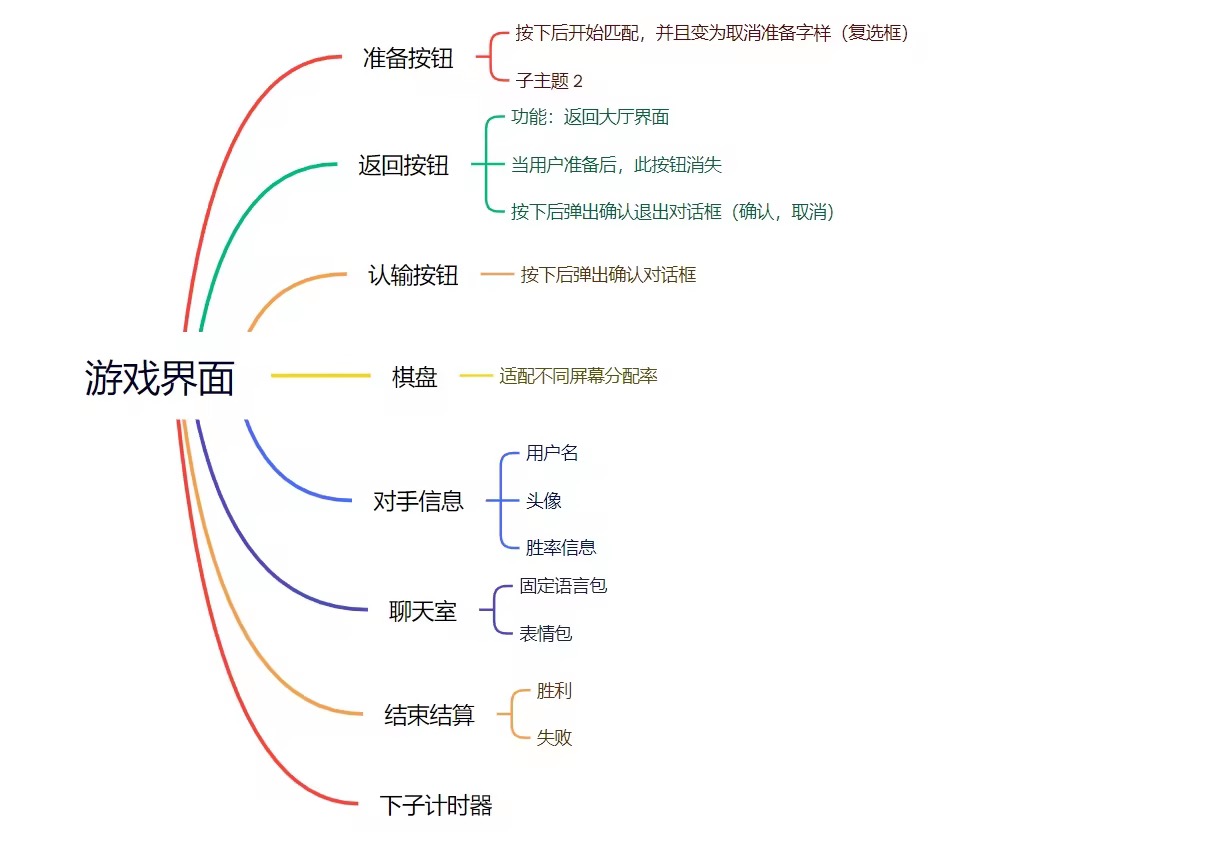 游戏界面
准备按钮
按下后开始匹配，并且变为取消准备字样（复选框）
子主题 2
返回按钮
功能：返回大厅界面
当用户准备后，此按钮消失
按下后弹出确认退出对话框（确认，取消）
认输按钮
按下后弹出确认对话框
棋盘
适配不同屏幕分配率
对手信息
用户名
头像
胜率信息
聊天室
固定语言包
表情包
结束结算
胜利
失败
下子计时器